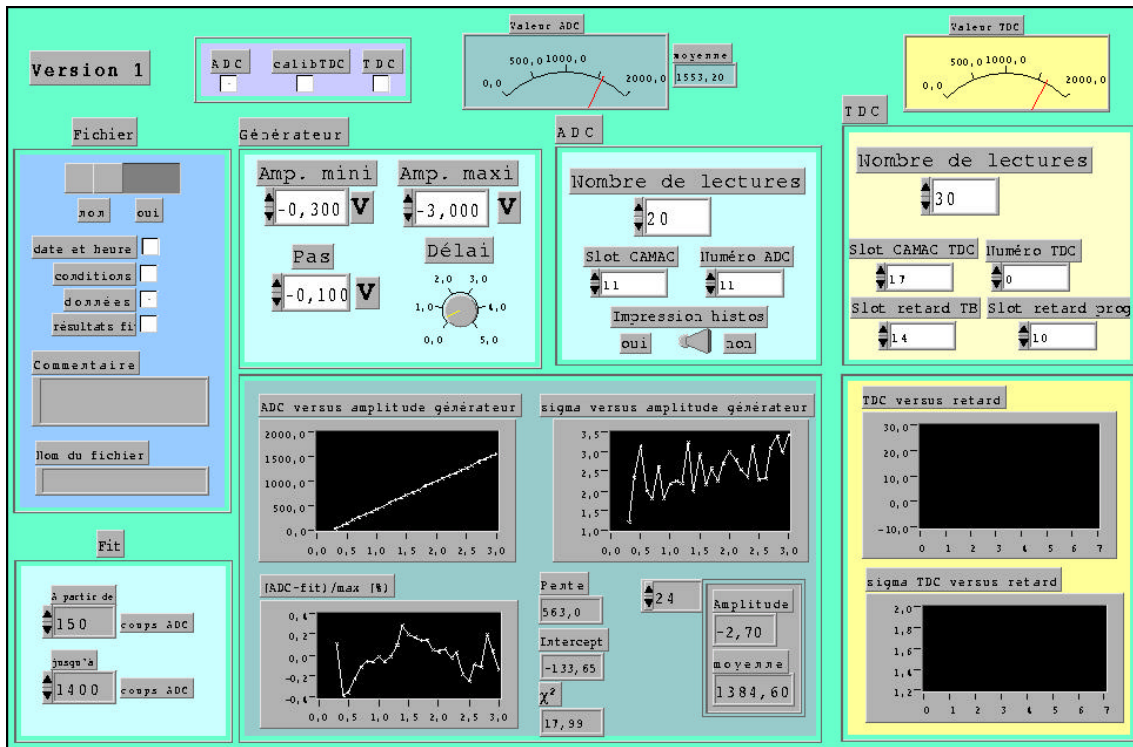 Version 1
ADC calibTDC TDC
Valeur ADC
0,0 500,0 1000,0 2000,0
moyenne
1553,20
Valeur TDC
0,0 500,0 1000,0 2000,0
Fichier
non oui
date et heure
conditions
données
résultats fi
Commentaire
Nom du fichier
Générateur
Amp. mini Amp. maxi
-0,300 V -3,000 V
Pas Délai
-0,100 V
0,0 1,0 2,0 3,0 4,0 5,0
ADC
Nombre de lectures
20
Slot CAMAC Numéro ADC
11 11
Impression histos
oui non
TDC
Nombre de lectures
30
Slot CAMAC TDC Numéro TDC
17 0
Slot retard TB Slot retard prog
14 10
Fit
à partir de
150 coups ADC
jusqu'à
1400 coups ADC
ADC versus amplitude générateur
2000,0
1500,0
1000,0
500,0
0,0
0,0 0,5 1,0 1,5 2,0 2,5 3,0
sigma versus amplitude générateur
3,5
3,0
2,5
2,0
1,5
1,0
0,0 0,5 1,0 1,5 2,0 2,5 3,0
(ADC-fit)/max (%)
0,4
0,2
0,0
-0,2
-0,4
0,0 0,5 1,0 1,5 2,0 2,5 3,0
Pente
563,0
Intercept
-133,65
χ²
17,99
24
Amplitude
-2,70
moyenne
1384,60
TDC versus retard
30,0
20,0
10,0
0,0
-10,0
0 1 2 3 4 5 6 7
sigma TDC versus retard
2,0
1,8
1,6
1,4
1,2
0 1 2 3 4 5 6 7